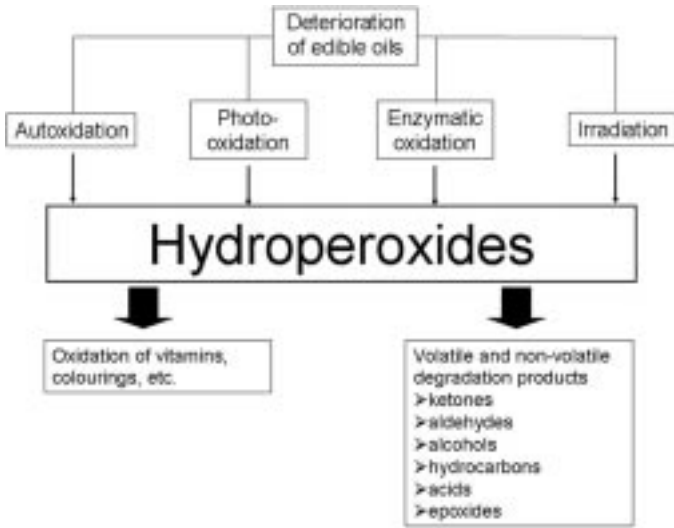 Deterioration
of edible oils
Autoxidation
Photo-
oxidation
Enzymatic
oxidation
Irradiation
Hydroperoxides
Oxidation of vitamins,
colourings, etc.
Volatile and non-volatile
degradation products
➤ketones
➤aldehydes
➤alcohols
➤hydrocarbons
➤acids
➤epoxides